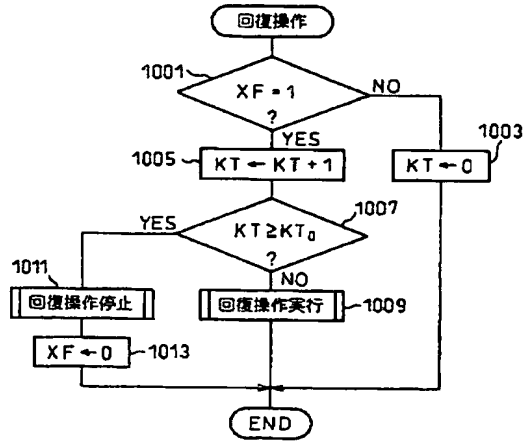 回復操作
1001
XF=1
?
NO
YES
1003
KT←0
1005
KT←KT+1
1007
KT≥KT₀
?
YES
NO
1011
回復操作停止
回復操作実行
1009
XF←0
1013
END